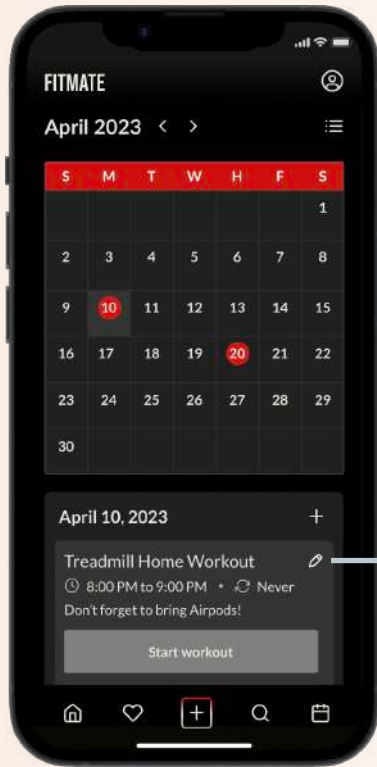 FITMATE
April 2023 < >
S M T W H F S
1
2 3 4 5 6 7 8
9 10 11 12 13 14 15
16 17 18 19 20 21 22
23 24 25 26 27 28 29
30
April 10, 2023 +
Treadmill Home Workout
8:00 PM to 9:00 PM • Never
Don't forget to bring Airpods!
Start workout